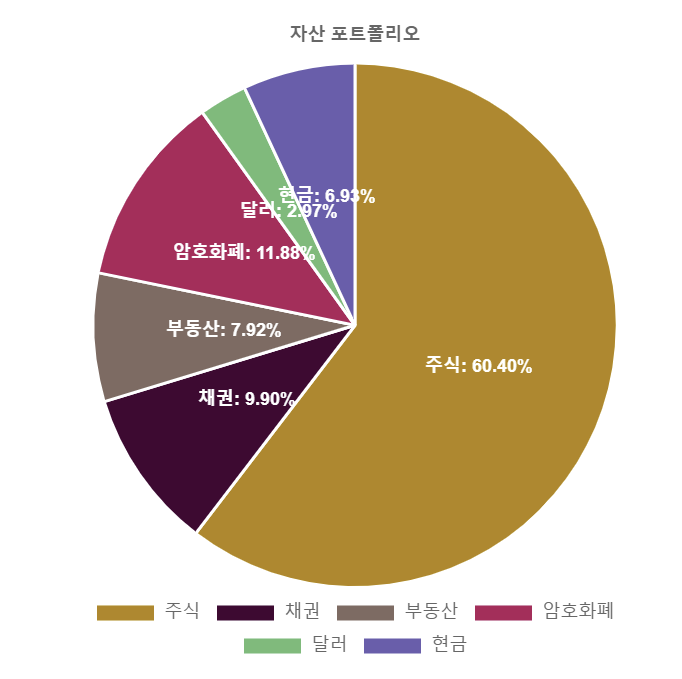 자산 포트폴리오
현금: 6.93%
달러: 2.97%
암호화폐: 11.88%
부동산: 7.92%
주식: 60.40%
채권: 9.90%
주식 채권 부동산 암호화폐
달러 현금